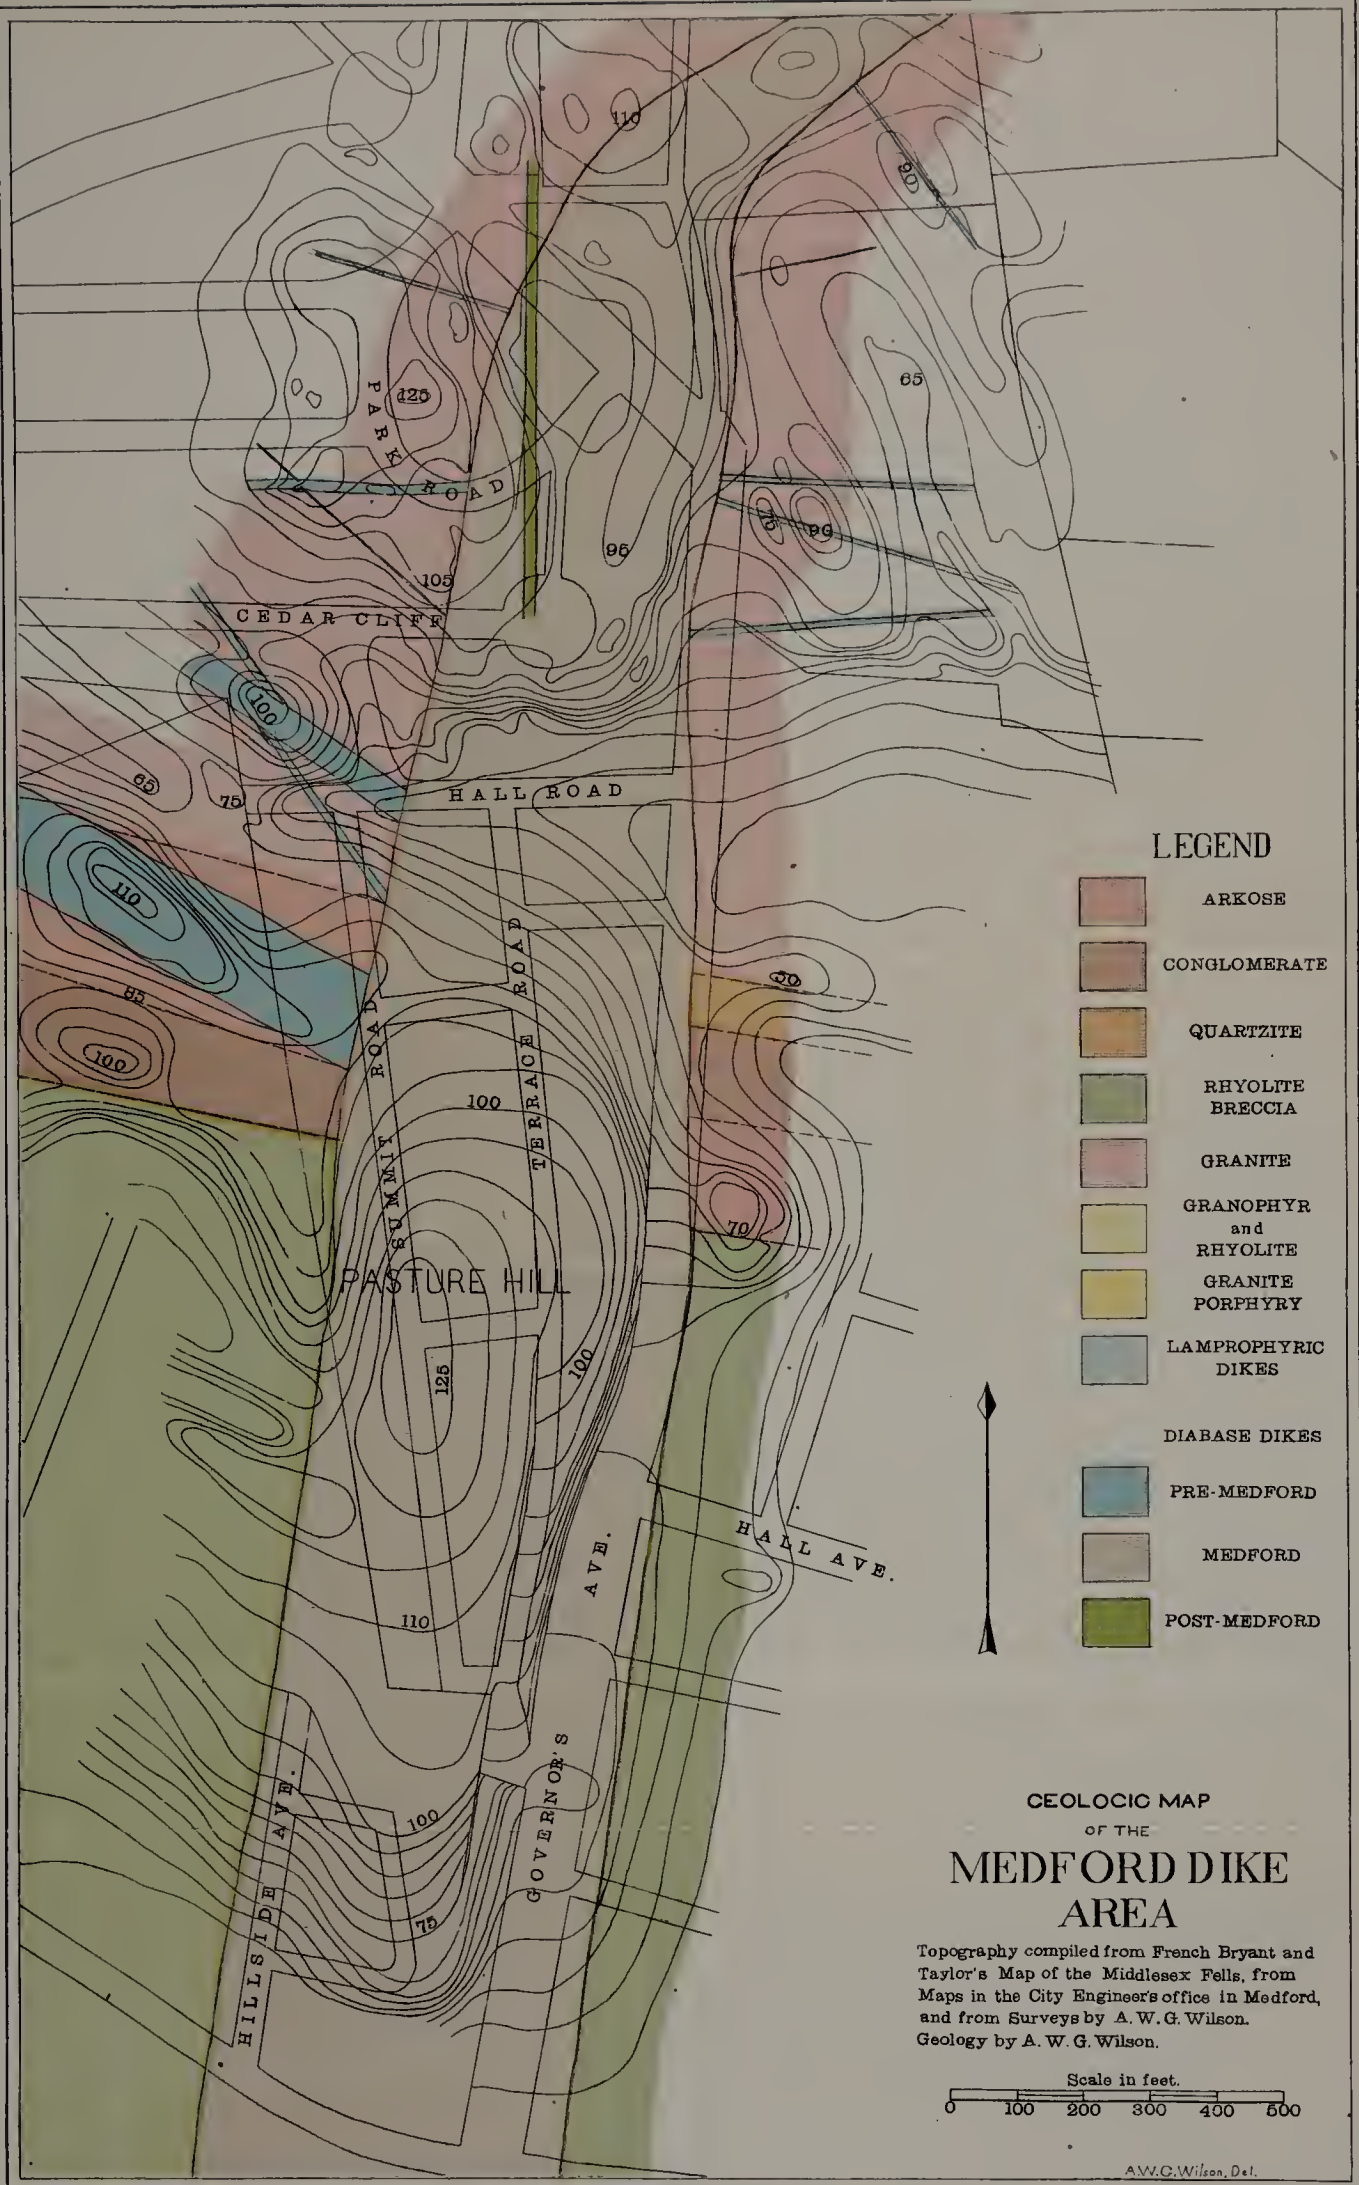 110
90
125
PARK
ROAD
65
75
90
95
105
CEDAR CLIFF
100
65
75
HALL ROAD
110
85
100
50
SUMMIT ROAD
TERRACE ROAD
100
70
PASTURE HILL
125
100
HALL AVE.
110
GOVERNOR'S AVE.
HILLSIDE AVE.
100
75
LEGEND
ARKOSE
CONGLOMERATE
QUARTZITE
RHYOLITE
BRECCIA
GRANITE
GRANOPHYR
and
RHYOLITE
GRANITE
PORPHYRY
LAMPROPHYRIC
DIKES
DIABASE DIKES
PRE-MEDFORD
MEDFORD
POST-MEDFORD
GEOLOGIC MAP
OF THE
MEDFORD DIKE
AREA
Topography compiled from French Bryant and
Taylor's Map of the Middlesex Fells, from
Maps in the City Engineer's office in Medford,
and from Surveys by A. W. G. Wilson.
Geology by A. W. G. Wilson.
Scale in feet.
0 100 200 300 400 500
A.W.G. Wilson, Del.